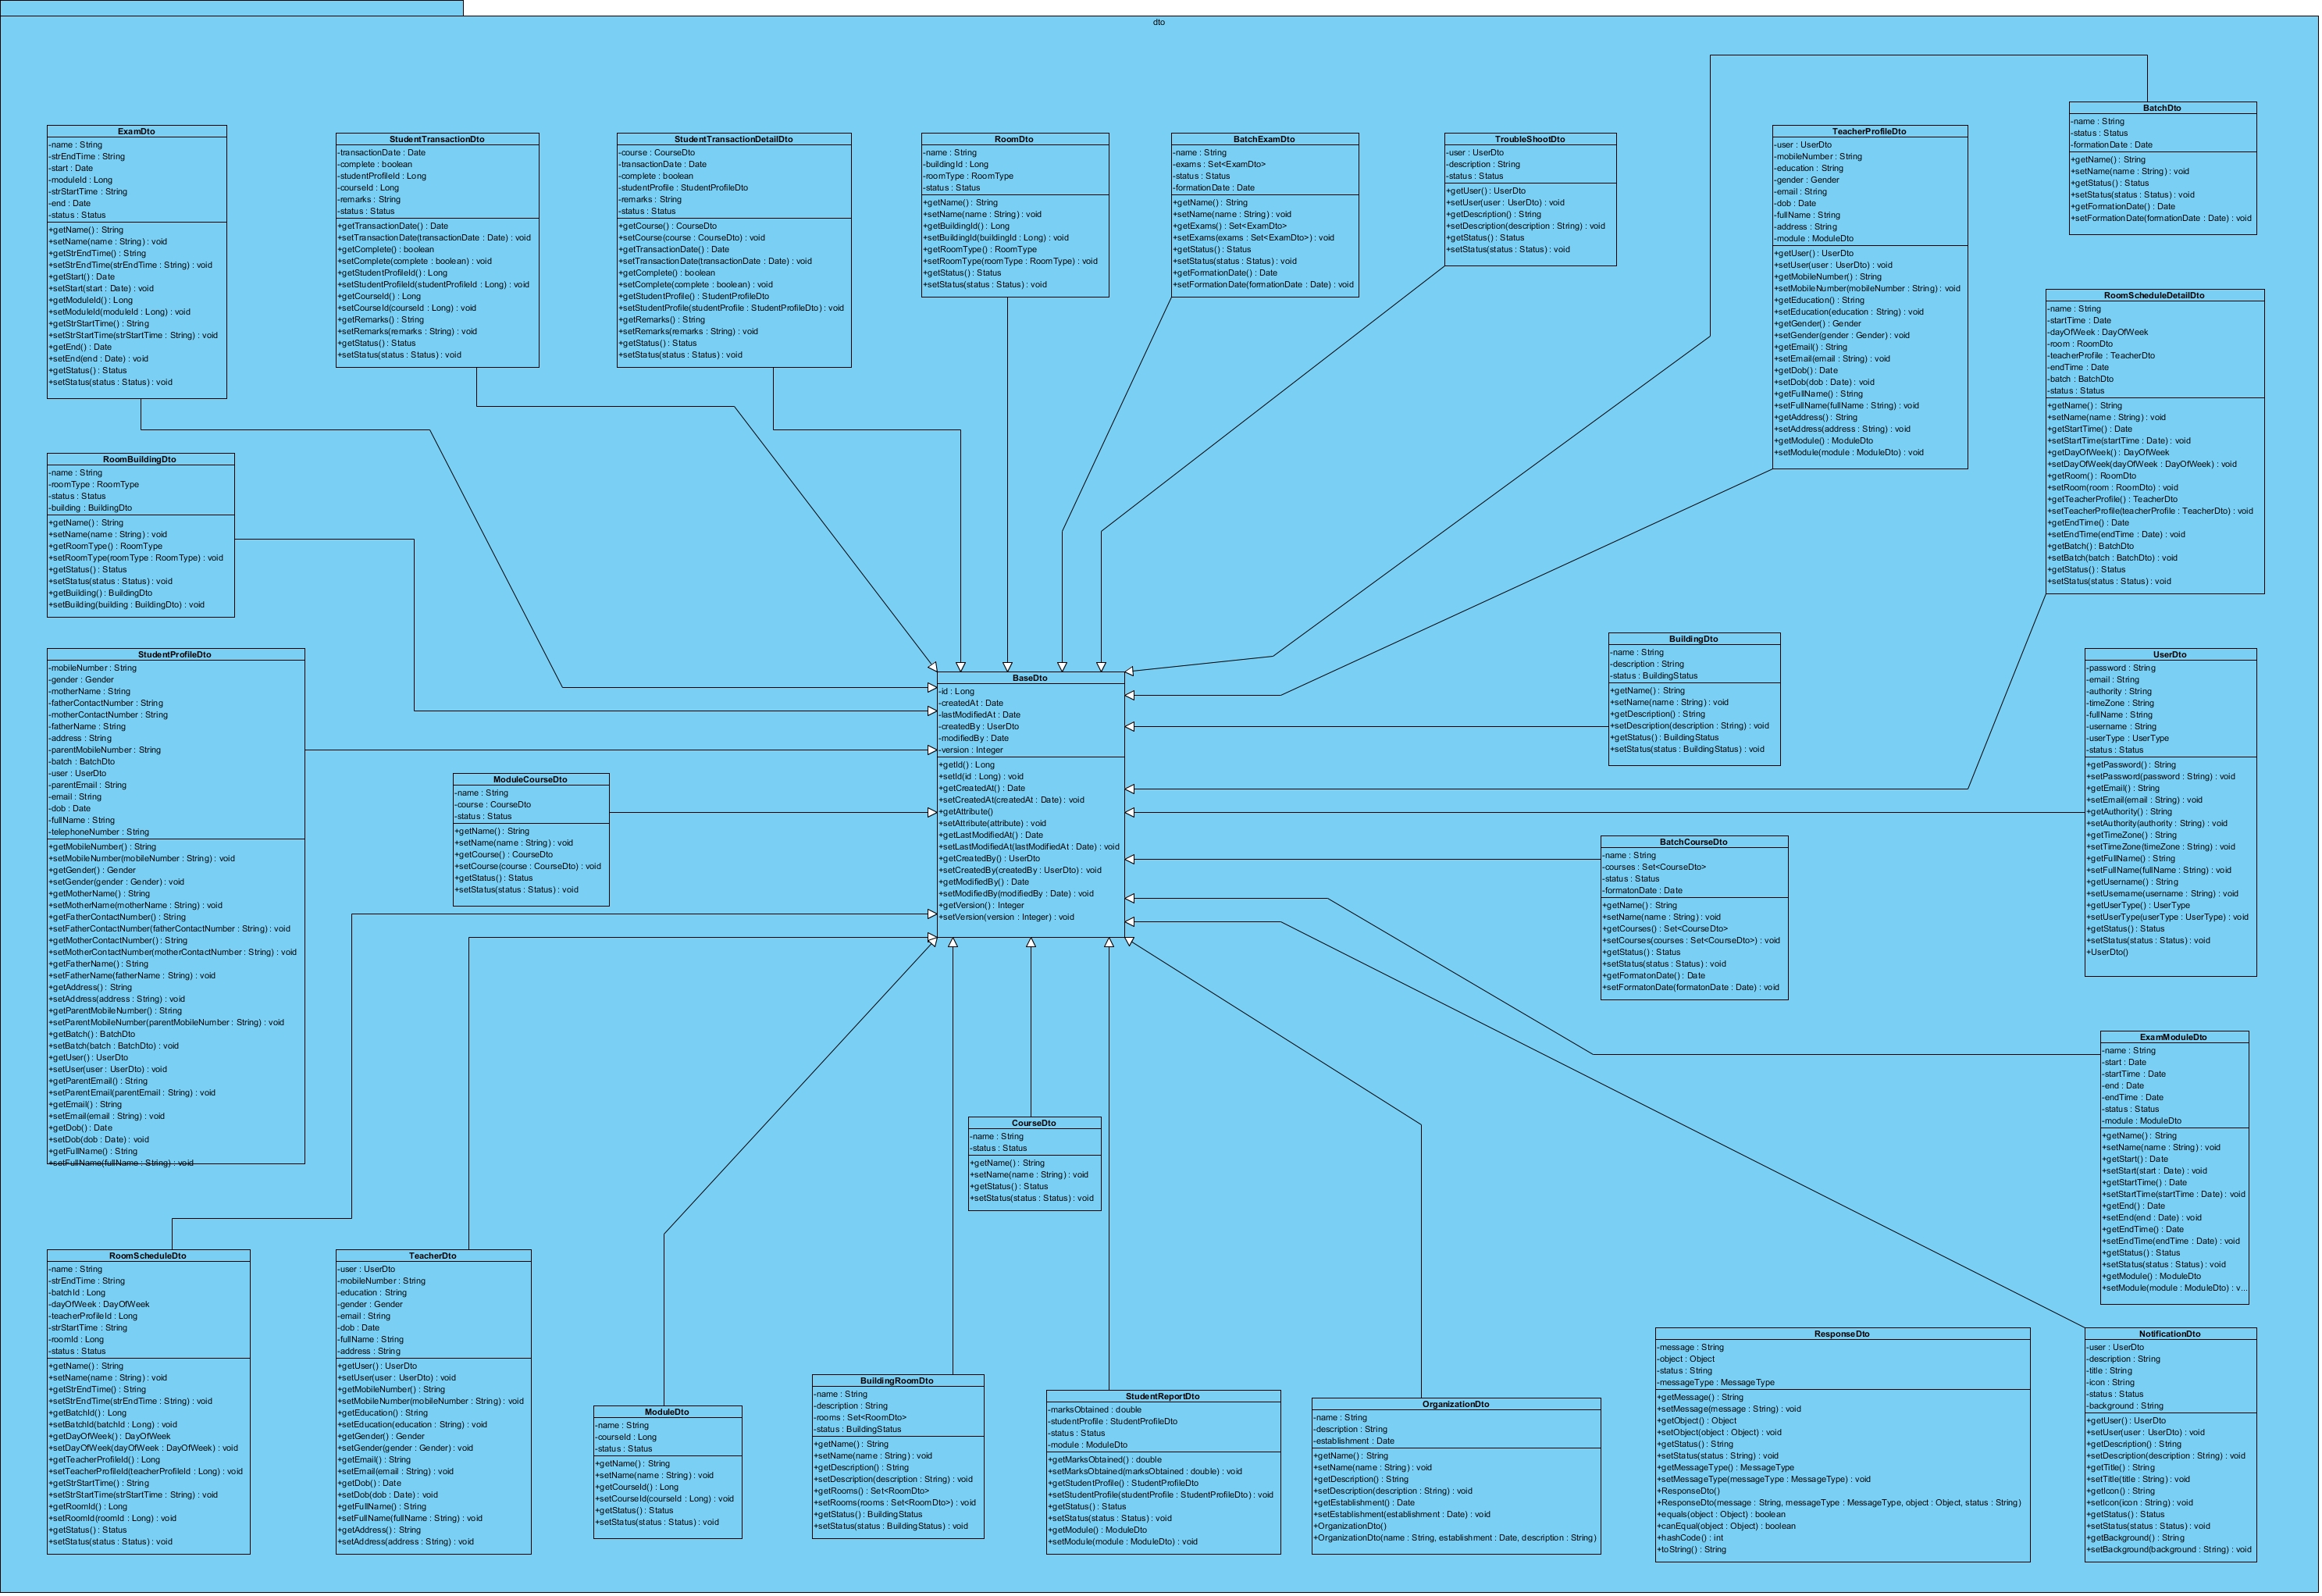 dto
ExamDto
-name : String
-strEndTime : String
-start : Date
-moduleId : Long
-strStartTime : String
-end : Date
-status : Status
+getName() : String
+setName(name : String) : void
+getStrEndTime() : String
+setStrEndTime(strEndTime : String) : void
+getStart() : Date
+setStart(start : Date) : void
+getModuleId() : Long
+setModuleId(moduleId : Long) : void
+getStrStartTime() : String
+setStrStartTime(strStartTime : String) : void
+getEnd() : Date
+setEnd(end : Date) : void
+getStatus() : Status
+setStatus(status : Status) : void
StudentTransactionDto
-transactionDate : Date
-complete : boolean
-studentProfileId : Long
-courseId : Long
-remarks : String
-status : Status
+getTransactionDate() : Date
+setTransactionDate(transactionDate : Date) : void
+getComplete() : boolean
+setComplete(complete : boolean) : void
+getStudentProfileId() : Long
+setStudentProfileId(studentProfileId : Long) : void
+getCourseId() : Long
+setCourseId(courseId : Long) : void
+getRemarks() : String
+setRemarks(remarks : String) : void
+getStatus() : Status
+setStatus(status : Status) : void
StudentTransactionDetailDto
-course : CourseDto
-transactionDate : Date
-complete : boolean
-studentProfile : StudentProfileDto
-remarks : String
-status : Status
+getCourse() : CourseDto
+setCourse(course : CourseDto) : void
+getTransactionDate() : Date
+setTransactionDate(transactionDate : Date) : void
+getComplete() : boolean
+setComplete(complete : boolean) : void
+getStudentProfile() : StudentProfileDto
+setStudentProfile(studentProfile : StudentProfileDto) : void
+getRemarks() : String
+setRemarks(remarks : String) : void
+getStatus() : Status
+setStatus(status : Status) : void
RoomDto
-name : String
-buildingId : Long
-roomType : RoomType
-status : Status
+getName() : String
+setName(name : String) : void
+getBuildingId() : Long
+setBuildingId(buildingId : Long) : void
+getRoomType() : RoomType
+setRoomType(roomType : RoomType) : void
+getStatus() : Status
+setStatus(status : Status) : void
BatchExamDto
-name : String
-exams : Set<ExamDto>
-status : Status
-formationDate : Date
+getName() : String
+setName(name : String) : void
+getExams() : Set<ExamDto>
+setExams(exams : Set<ExamDto>) : void
+getStatus() : Status
+setStatus(status : Status) : void
+getFormationDate() : Date
+setFormationDate(formationDate : Date) : void
TroubleShootDto
-user : UserDto
-description : String
-status : Status
+getUser() : UserDto
+setUser(user : UserDto) : void
+getDescription() : String
+setDescription(description : String) : void
+getStatus() : Status
+setStatus(status : Status) : void
TeacherProfileDto
-user : UserDto
-mobileNumber : String
-education : String
-gender : Gender
-email : String
-dob : Date
-fullName : String
-address : String
-module : ModuleDto
+getUser() : UserDto
+setUser(user : UserDto) : void
+getMobileNumber() : String
+setMobileNumber(mobileNumber : String) : void
+getEducation() : String
+setEducation(education : String) : void
+getGender() : Gender
+setGender(gender : Gender) : void
+getEmail() : String
+setEmail(email : String) : void
+getDob() : Date
+setDob(dob : Date) : void
+getFullName() : String
+setFullName(fullName : String) : void
+getAddress() : String
+setAddress(address : String) : void
+getModule() : ModuleDto
+setModule(module : ModuleDto) : void
BatchDto
-name : String
-status : Status
-formationDate : Date
+getName() : String
+setName(name : String) : void
+getStatus() : Status
+setStatus(status : Status) : void
+getFormationDate() : Date
+setFormationDate(formationDate : Date) : void
RoomScheduleDetailDto
-name : String
-startTime : Date
-dayOfWeek : DayOfWeek
-room : RoomDto
-teacherProfile : TeacherDto
-endTime : Date
-batch : BatchDto
-status : Status
+getName() : String
+setName(name : String) : void
+getStartTime() : Date
+setStartTime(startTime : Date) : void
+getDayOfWeek() : DayOfWeek
+setDayOfWeek(dayOfWeek : DayOfWeek) : void
+getRoom() : RoomDto
+setRoom(room : RoomDto) : void
+getTeacherProfile() : TeacherDto
+setTeacherProfile(teacherProfile : TeacherDto) : void
+getEndTime() : Date
+setEndTime(endTime : Date) : void
+getBatch() : BatchDto
+setBatch(batch : BatchDto) : void
+getStatus() : Status
+setStatus(status : Status) : void
RoomBuildingDto
-name : String
-roomType : RoomType
-status : Status
-building : BuildingDto
+getName() : String
+setName(name : String) : void
+getRoomType() : RoomType
+setRoomType(roomType : RoomType) : void
+getStatus() : Status
+setStatus(status : Status) : void
+getBuilding() : BuildingDto
+setBuilding(building : BuildingDto) : void
StudentProfileDto
-mobileNumber : String
-gender : Gender
-motherName : String
-fatherContactNumber : String
-motherContactNumber : String
-fatherName : String
-address : String
-parentMobileNumber : String
-batch : BatchDto
-user : UserDto
-parentEmail : String
-email : String
-dob : Date
-fullName : String
-telephoneNumber : String
+getMobileNumber() : String
+setMobileNumber(mobileNumber : String) : void
+getGender() : Gender
+setGender(gender : Gender) : void
+getMotherName() : String
+setMotherName(motherName : String) : void
+getFatherContactNumber() : String
+setFatherContactNumber(fatherContactNumber : String) : void
+getMotherContactNumber() : String
+setMotherContactNumber(motherContactNumber : String) : void
+getFatherName() : String
+setFatherName(fatherName : String) : void
+getAddress() : String
+setAddress(address : String) : void
+getParentMobileNumber() : String
+setParentMobileNumber(parentMobileNumber : String) : void
+getBatch() : BatchDto
+setBatch(batch : BatchDto) : void
+getUser() : UserDto
+setUser(user : UserDto) : void
+getParentEmail() : String
+setParentEmail(parentEmail : String) : void
+getEmail() : String
+setEmail(email : String) : void
+getDob() : Date
+setDob(dob : Date) : void
+getFullName() : String
+setFullName(fullName : String) : void
ModuleCourseDto
-name : String
-course : CourseDto
-status : Status
+getName() : String
+setName(name : String) : void
+getCourse() : CourseDto
+setCourse(course : CourseDto) : void
+getStatus() : Status
+setStatus(status : Status) : void
BaseDto
-id : Long
-createdAt : Date
-lastModifiedAt : Date
-createdBy : UserDto
-modifiedBy : Date
-version : Integer
+getId() : Long
+setId(id : Long) : void
+getCreatedAt() : Date
+setCreatedAt(createdAt : Date) : void
+getAttribute()
+setAttribute(attribute) : void
+getLastModifiedAt() : Date
+setLastModifiedAt(lastModifiedAt : Date) : void
+getCreatedBy() : UserDto
+setCreatedBy(createdBy : UserDto) : void
+getModifiedBy() : Date
+setModifiedBy(modifiedBy : Date) : void
+getVersion() : Integer
+setVersion(version : Integer) : void
BuildingDto
-name : String
-description : String
-status : BuildingStatus
+getName() : String
+setName(name : String) : void
+getDescription() : String
+setDescription(description : String) : void
+getStatus() : BuildingStatus
+setStatus(status : BuildingStatus) : void
UserDto
-password : String
-email : String
-authority : String
-timeZone : String
-fullName : String
-username : String
-userType : UserType
-status : Status
+getPassword() : String
+setPassword(password : String) : void
+getEmail() : String
+setEmail(email : String) : void
+getAuthority() : String
+setAuthority(authority : String) : void
+getTimeZone() : String
+setTimeZone(timeZone : String) : void
+getFullName() : String
+setFullName(fullName : String) : void
+getUsername() : String
+setUsername(username : String) : void
+getUserType() : UserType
+setUserType(userType : UserType) : void
+getStatus() : Status
+setStatus(status : Status) : void
+UserDto()
BatchCourseDto
-name : String
-courses : Set<CourseDto>
-status : Status
-formatonDate : Date
+getName() : String
+setName(name : String) : void
+getCourses() : Set<CourseDto>
+setCourses(courses : Set<CourseDto>) : void
+getStatus() : Status
+setStatus(status : Status) : void
+getFormatonDate() : Date
+setFormatonDate(formatonDate : Date) : void
ExamModuleDto
-name : String
-start : Date
-startTime : Date
-end : Date
-endTime : Date
-status : Status
-module : ModuleDto
+getName() : String
+setName(name : String) : void
+getStart() : Date
+setStart(start : Date) : void
+getStartTime() : Date
+setStartTime(startTime : Date) : void
+getEnd() : Date
+setEnd(end : Date) : void
+getEndTime() : Date
+setEndTime(endTime : Date) : void
+getStatus() : Status
+setStatus(status : Status) : void
+getModule() : ModuleDto
+setModule(module : ModuleDto) : v...
CourseDto
-name : String
-status : Status
+getName() : String
+setName(name : String) : void
+getStatus() : Status
+setStatus(status : Status) : void
RoomScheduleDto
-name : String
-strEndTime : String
-batchId : Long
-dayOfWeek : DayOfWeek
-teacherProfileId : Long
-strStartTime : String
-roomId : Long
-status : Status
+getName() : String
+setName(name : String) : void
+getStrEndTime() : String
+setStrEndTime(strEndTime : String) : void
+getBatchId() : Long
+setBatchId(batchId : Long) : void
+getDayOfWeek() : DayOfWeek
+setDayOfWeek(dayOfWeek : DayOfWeek) : void
+getTeacherProfileId() : Long
+setTeacherProfileId(teacherProfileId : Long) : void
+getStrStartTime() : String
+setStrStartTime(strStartTime : String) : void
+getRoomId() : Long
+setRoomId(roomId : Long) : void
+getStatus() : Status
+setStatus(status : Status) : void
TeacherDto
-user : UserDto
-mobileNumber : String
-education : String
-gender : Gender
-email : String
-dob : Date
-fullName : String
-address : String
+getUser() : UserDto
+setUser(user : UserDto) : void
+getMobileNumber() : String
+setMobileNumber(mobileNumber : String) : void
+getEducation() : String
+setEducation(education : String) : void
+getGender() : Gender
+setGender(gender : Gender) : void
+getEmail() : String
+setEmail(email : String) : void
+getDob() : Date
+setDob(dob : Date) : void
+getFullName() : String
+setFullName(fullName : String) : void
+getAddress() : String
+setAddress(address : String) : void
ModuleDto
-name : String
-courseId : Long
-status : Status
+getName() : String
+setName(name : String) : void
+getCourseId() : Long
+setCourseId(courseId : Long) : void
+getStatus() : Status
+setStatus(status : Status) : void
BuildingRoomDto
-name : String
-description : String
-rooms : Set<RoomDto>
-status : BuildingStatus
+getName() : String
+setName(name : String) : void
+getDescription() : String
+setDescription(description : String) : void
+getRooms() : Set<RoomDto>
+setRooms(rooms : Set<RoomDto>) : void
+getStatus() : BuildingStatus
+setStatus(status : BuildingStatus) : void
StudentReportDto
-marksObtained : double
-studentProfile : StudentProfileDto
-status : Status
-module : ModuleDto
+getMarksObtained() : double
+setMarksObtained(marksObtained : double) : void
+getStudentProfile() : StudentProfileDto
+setStudentProfile(studentProfile : StudentProfileDto) : void
+getStatus() : Status
+setStatus(status : Status) : void
+getModule() : ModuleDto
+setModule(module : ModuleDto) : void
OrganizationDto
-name : String
-description : String
-establishment : Date
+getName() : String
+setName(name : String) : void
+getDescription() : String
+setDescription(description : String) : void
+getEstablishment() : Date
+setEstablishment(establishment : Date) : void
+OrganizationDto()
+OrganizationDto(name : String, establishment : Date, description : String)
ResponseDto
-message : String
-object : Object
-status : String
-messageType : MessageType
+getMessage() : String
+setMessage(message : String) : void
+getObject() : Object
+setObject(object : Object) : void
+getStatus() : String
+setStatus(status : String) : void
+getMessageType() : MessageType
+setMessageType(messageType : MessageType) : void
+ResponseDto()
+ResponseDto(message : String, messageType : MessageType, object : Object, status : String)
+equals(object : Object) : boolean
+canEqual(object : Object) : boolean
+hashCode() : int
+toString() : String
NotificationDto
-user : UserDto
-description : String
-title : String
-icon : String
-status : Status
-background : String
+getUser() : UserDto
+setUser(user : UserDto) : void
+getDescription() : String
+setDescription(description : String) : void
+getTitle() : String
+setTitle(title : String) : void
+getIcon() : String
+setIcon(icon : String) : void
+getStatus() : Status
+setStatus(status : Status) : void
+getBackground() : String
+setBackground(background : String) : void